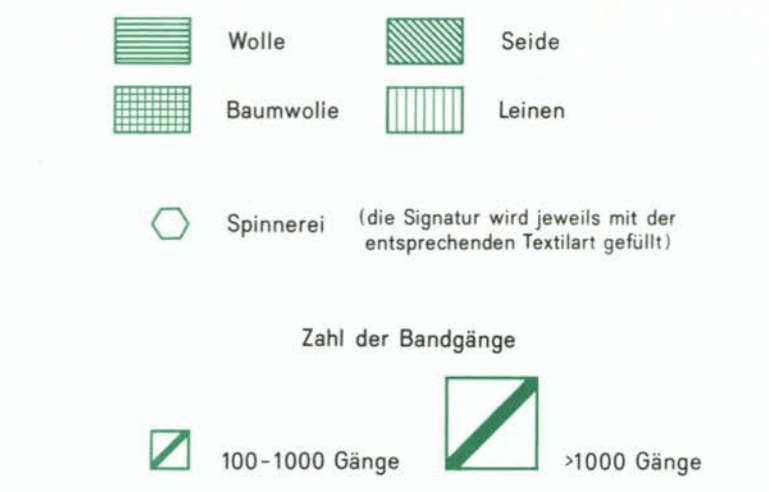 Wolle Seide
Baumwolle Leinen
Spinnerei (die Signatur wird jeweils mit der
entsprechenden Textilart gefüllt)
Zahl der Bandgänge
100-1000 Gänge >1000 Gänge